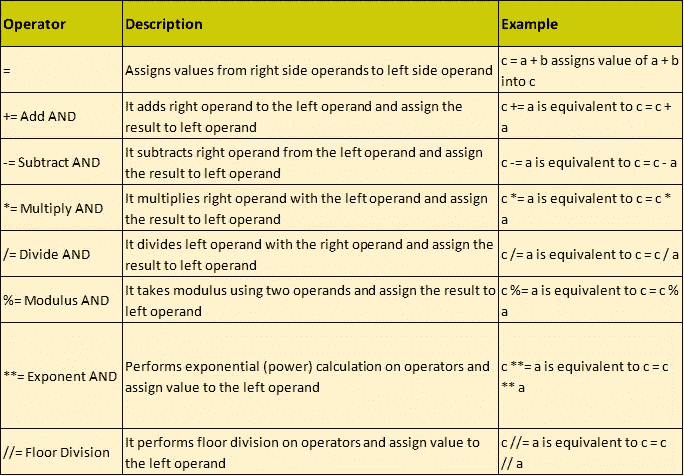 Operator Description Example
= Assigns values from right side operands to left side operand c = a + b assigns value of a + b
into c
+= Add AND It adds right operand to the left operand and assign the
result to left operand c += a is equivalent to c = c +
a
-= Subtract AND It subtracts right operand from the left operand and assign
the result to left operand c -= a is equivalent to c = c - a
*= Multiply AND It multiplies right operand with the left operand and assign
the result to left operand c *= a is equivalent to c = c *
a
/= Divide AND It divides left operand with the right operand and assign the
result to left operand c /= a is equivalent to c = c / a
%= Modulus AND It takes modulus using two operands and assign the result to
left operand c %= a is equivalent to c = c %
a
**= Exponent AND Performs exponential (power) calculation on operators and
assign value to the left operand c **= a is equivalent to c = c
** a
//= Floor Division It performs floor division on operators and assign value to
the left operand c //= a is equivalent to c = c
// a